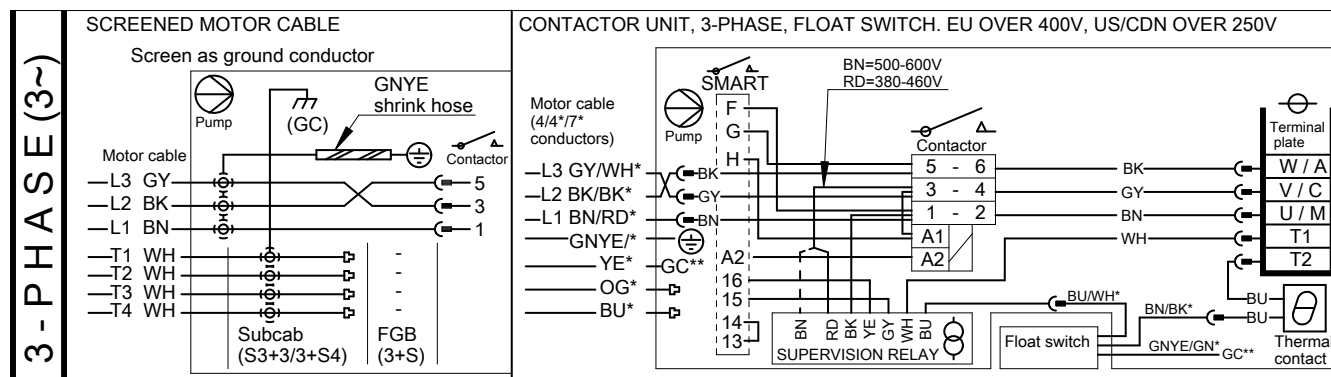 3 - PHASE (3~)
SCREENED MOTOR CABLE
Screen as ground conductor
Pump
(GC)
GNYE
shrink hose
Motor cable
Contactor
L3 GY 5
L2 BK 3
L1 BN 1
T1 WH -
T2 WH -
T3 WH -
T4 WH -
Subcab
(S3+3/3+S4)
FGB
(3+S)
CONTACTOR UNIT, 3-PHASE, FLOAT SWITCH. EU OVER 400V, US/CDN OVER 250V
Motor cable
(4/4*/7*
conductors)
Pump
SMART
BN=500-600V
RD=380-460V
F
G
H
A2
16
15
14
13
L3 GY/WH* BK
L2 BK/BK* GY
L1 BN/RD* BN
GNYE/*
YE* GC**
OG*
BU*
Contactor
5 - 6
3 - 4
1 - 2
A1
A2
BK
GY
BN
WH
Terminal
plate
W / A
V / C
U / M
T1
T2
BN RD BK YE GY WH BU
SUPERVISION RELAY
BU/WH*
BN/BK*
GNYE/GN*
GC**
Float switch
BU
BU
BU
Thermal
contact